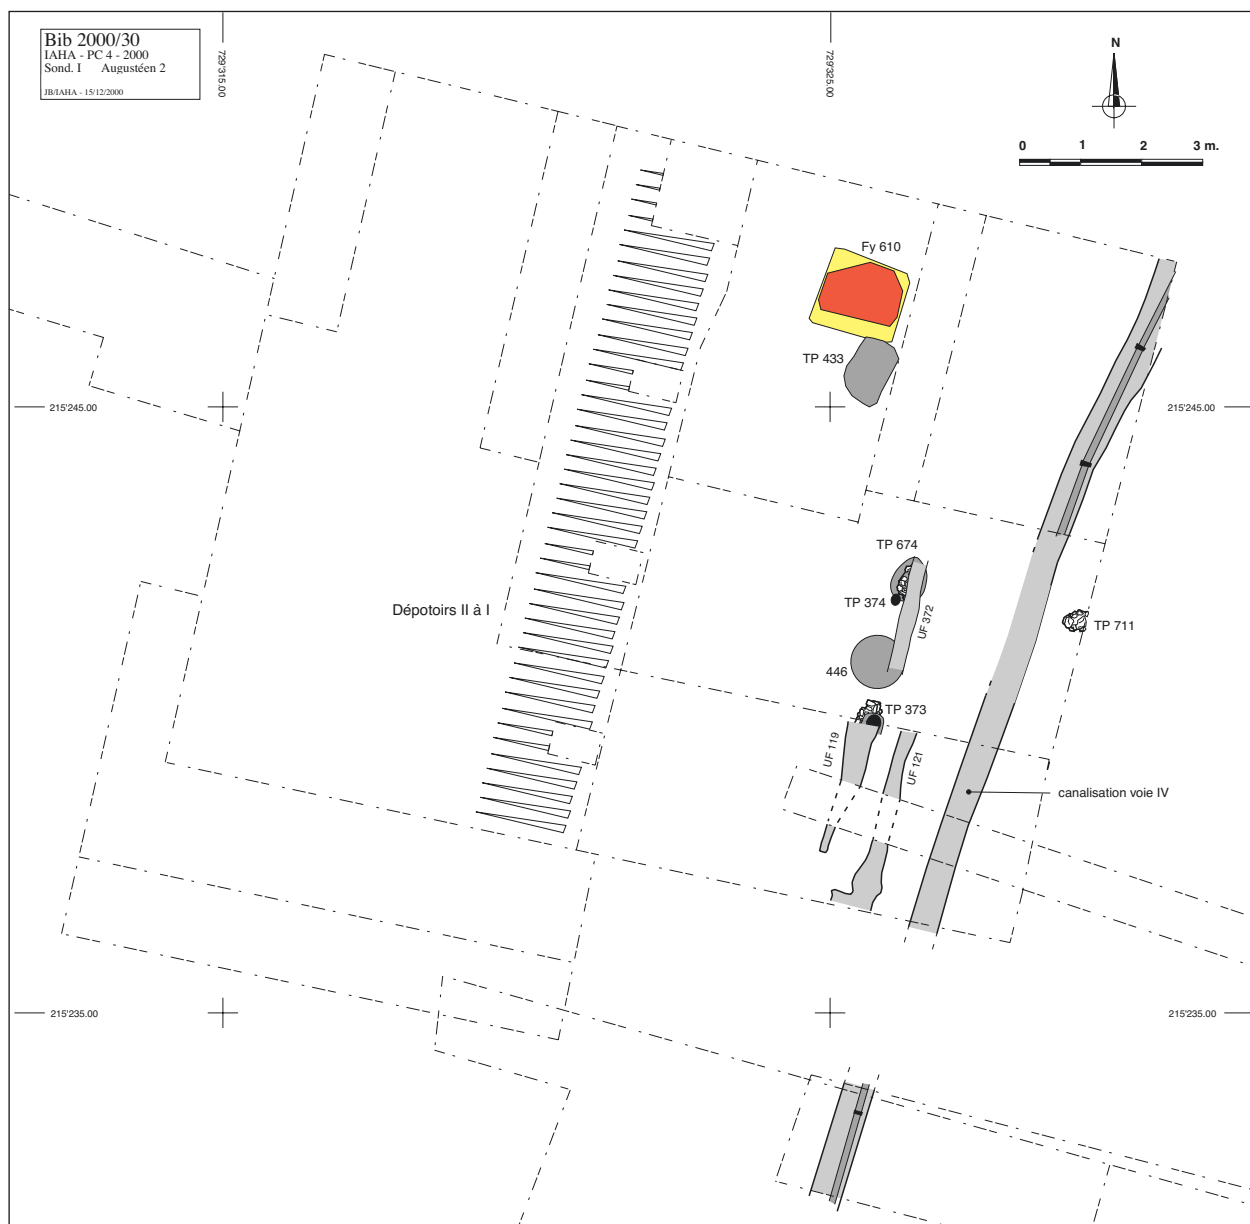 Bib 2000/30
IAHA - PC 4 - 2000
Sond. I Augustéen 2
JB/IAHA - 15/12/2000
729'315.00
729'325.00
N
0 1 2 3 m.
Fy 610
TP 433
215'245.00
215'245.00
TP 674
TP 374
UF 372
Dépotoirs II à I
TP 711
446
TP 373
UF 119
UF 121
canalisation voie IV
215'235.00
215'235.00